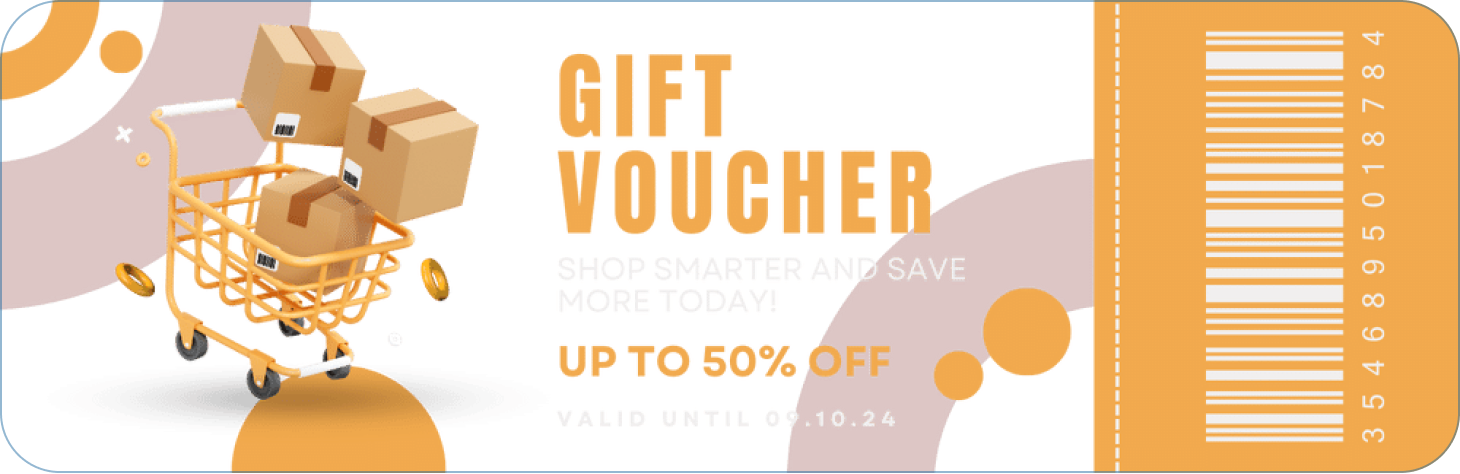 GIFT
VOUCHER
SHOP SMARTER AND SAVE
MORE TODAY!
UP TO 50% OFF
VALID UNTIL 09.10.24
3546895018784